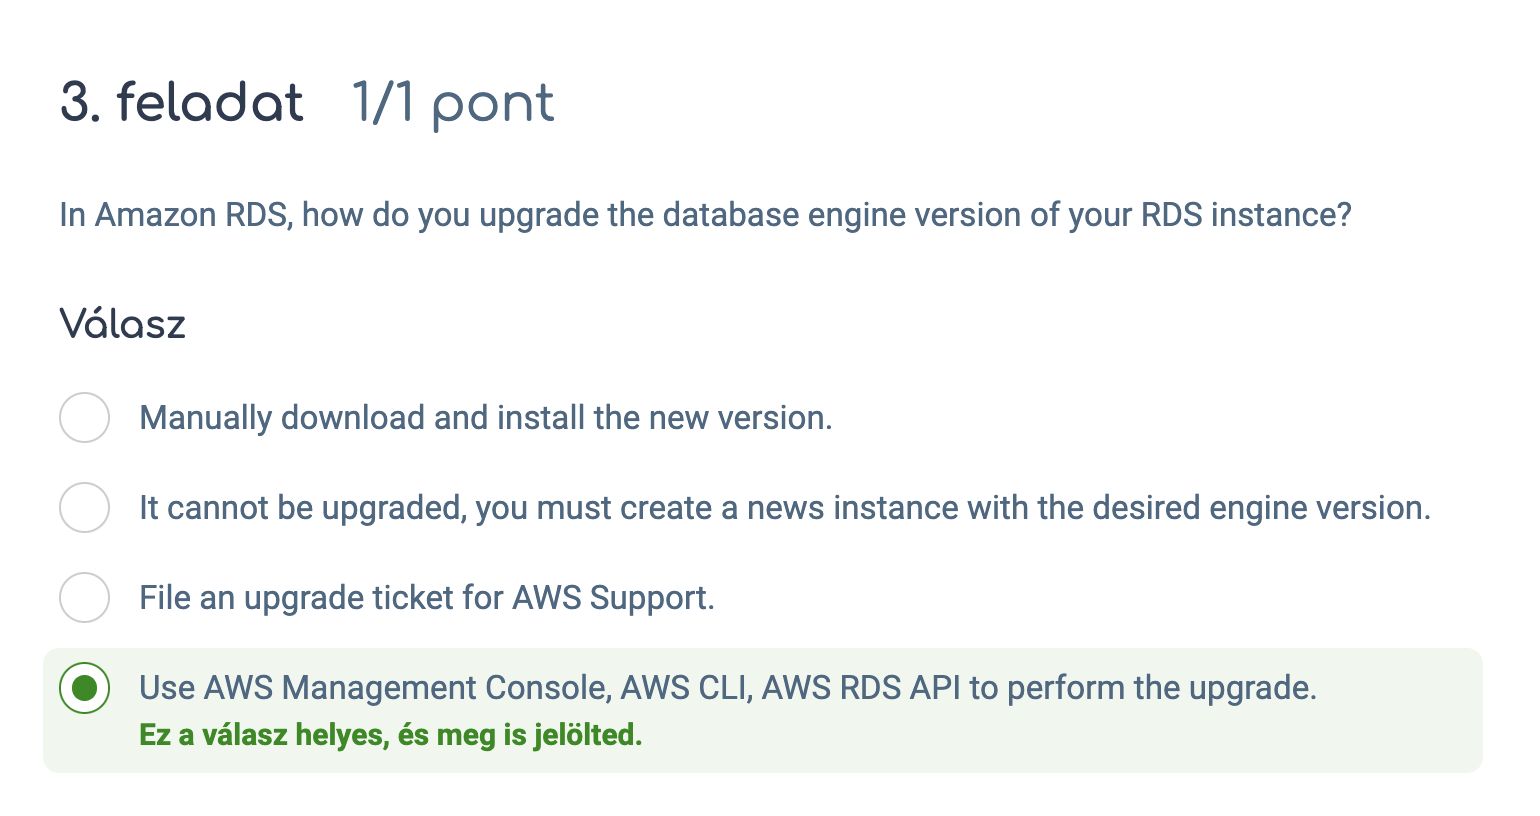 3. feladat 1/1 pont
In Amazon RDS, how do you upgrade the database engine version of your RDS instance?
Válasz
Manually download and install the new version.
It cannot be upgraded, you must create a news instance with the desired engine version.
File an upgrade ticket for AWS Support.
Use AWS Management Console, AWS CLI, AWS RDS API to perform the upgrade.
Ez a válasz helyes, és meg is jelölted.